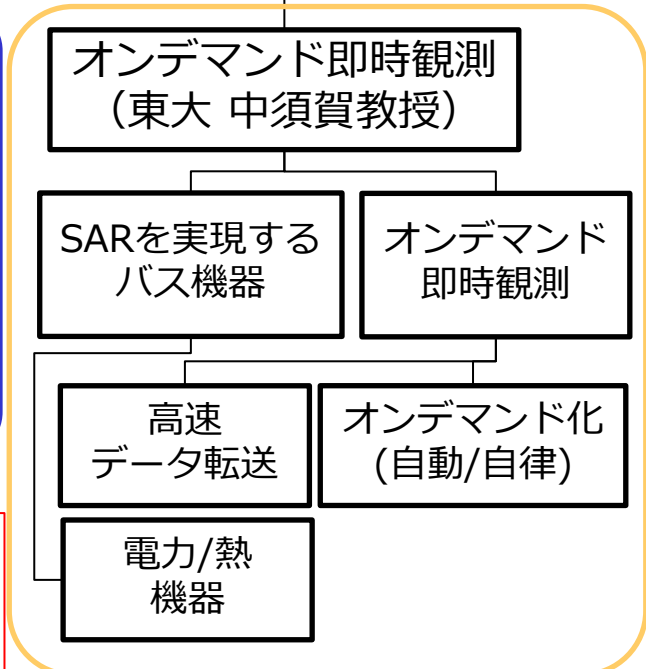 オンデマンド即時観測
（東大 中須賀教授）
SARを実現する
バス機器
オンデマンド
即時観測
高速
データ転送
オンデマンド化
(自動/自律)
電力/熱
機器